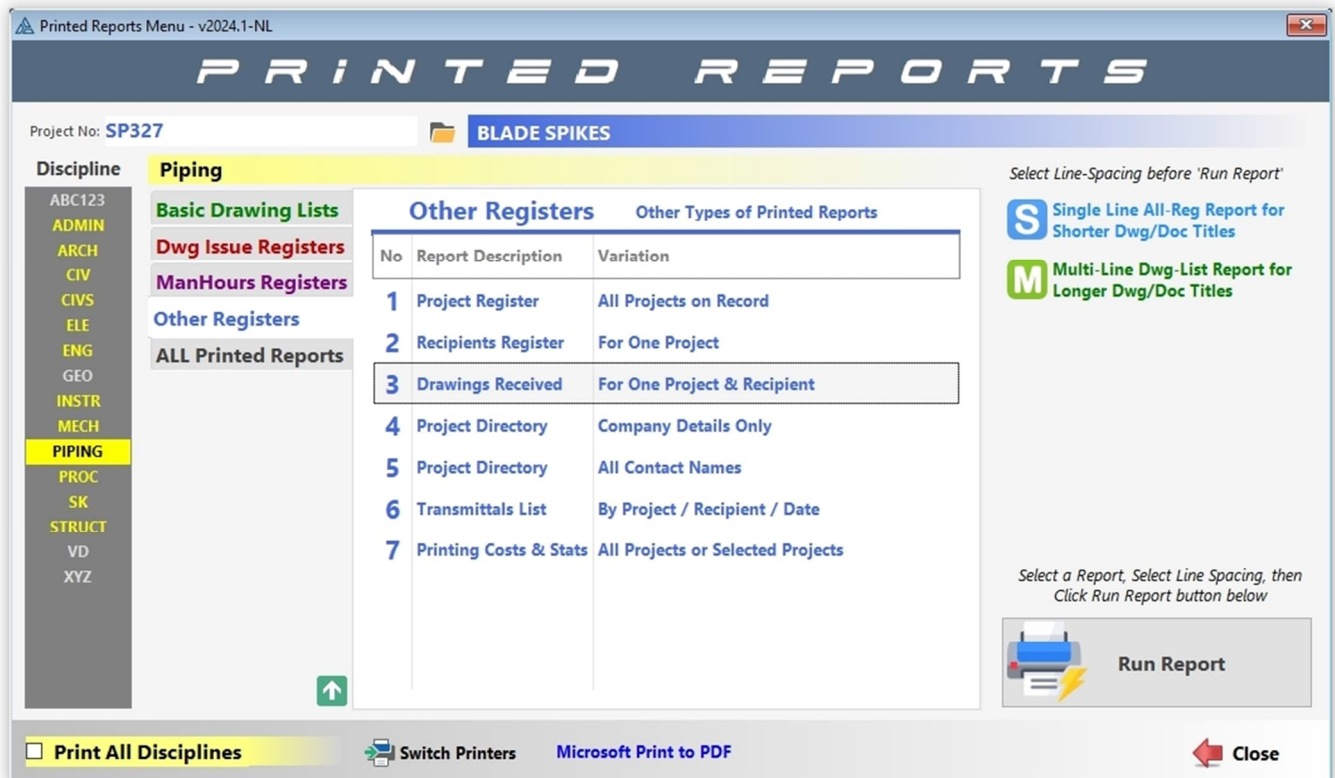 Printed Reports Menu - v2024.1-NL
PRiNTED REPORTS
Project No: SP327
BLADE SPIKES
Discipline
ABC123
ADMIN
ARCH
CIV
CIVS
ELE
ENG
GEO
INSTR
MECH
PIPING
PROC
SK
STRUCT
VD
XYZ
Piping
Basic Drawing Lists
Dwg Issue Registers
ManHours Registers
Other Registers
ALL Printed Reports
Other Registers Other Types of Printed Reports
No Report Description Variation
1 Project Register All Projects on Record
2 Recipients Register For One Project
3 Drawings Received For One Project & Recipient
4 Project Directory Company Details Only
5 Project Directory All Contact Names
6 Transmittals List By Project / Recipient / Date
7 Printing Costs & Stats All Projects or Selected Projects
Select Line-Spacing before 'Run Report'
S
Single Line All-Reg Report for
Shorter Dwg/Doc Titles
M
Multi-Line Dwg-List Report for
Longer Dwg/Doc Titles
Select a Report, Select Line Spacing, then
Click Run Report button below
Run Report
Print All Disciplines
Switch Printers
Microsoft Print to PDF
Close